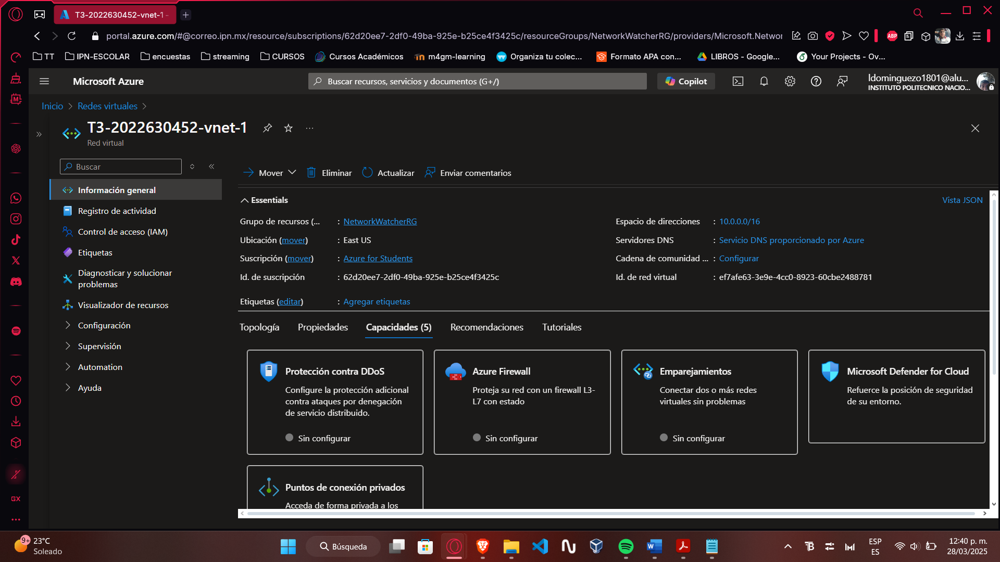 T3-2022630452-vnet-1 -
portal.azure.com/#@correo.ipn.mx/resource/subscriptions/62d20ee7-2df0-49ba-925e-b25ce4f3425c/resourceGroups/NetworkWatcherRG/providers/Microsoft.Networ
ABP
TT
IPN-ESCOLAR
encuestas
streaming
CURSOS
Cursos Académicos
m4gm-learning
Organiza tu colec...
Formato APA con...
LIBROS - Google...
Your Projects - Ov...
Microsoft Azure
Buscar recursos, servicios y documentos (G+/)
Copilot
ldominguezo1801@alu...
INSTITUTO POLITECNICO NACIO...
Inicio > Redes virtuales >
T3-2022630452-vnet-1
Red virtual
Buscar
Información general
Registro de actividad
Control de acceso (IAM)
Etiquetas
Diagnosticar y solucionar
problemas
Visualizador de recursos
Configuración
Supervisión
Automation
Ayuda
Mover
Eliminar
Actualizar
Enviar comentarios
Essentials
Vista JSON
Grupo de recursos (... : NetworkWatcherRG
Ubicación (mover) : East US
Suscripción (mover) : Azure for Students
Id. de suscripción : 62d20ee7-2df0-49ba-925e-b25ce4f3425c
Etiquetas (editar) : Agregar etiquetas
Espacio de direcciones : 10.0.0.0/16
Servidores DNS : Servicio DNS proporcionado por Azure
Cadena de comunidad ... : Configurar
Id. de red virtual : ef7afe63-3e9e-4cc0-8923-60cbe2488781
Topología
Propiedades
Capacidades (5)
Recomendaciones
Tutoriales
Protección contra DDoS
Configure la protección adicional
contra ataques por denegación
de servicio distribuido.
Sin configurar
Azure Firewall
Proteja su red con un firewall L3-
L7 con estado
Sin configurar
Emparejamientos
Conectar dos o más redes
virtuales sin problemas
Sin configurar
Microsoft Defender for Cloud
Refuerce la posición de seguridad
de su entorno.
Puntos de conexión privados
Acceda de forma privada a los
GX
9+
23°C
Soleado
Búsqueda
ESP
ES
12:40 p. m.
28/03/2025